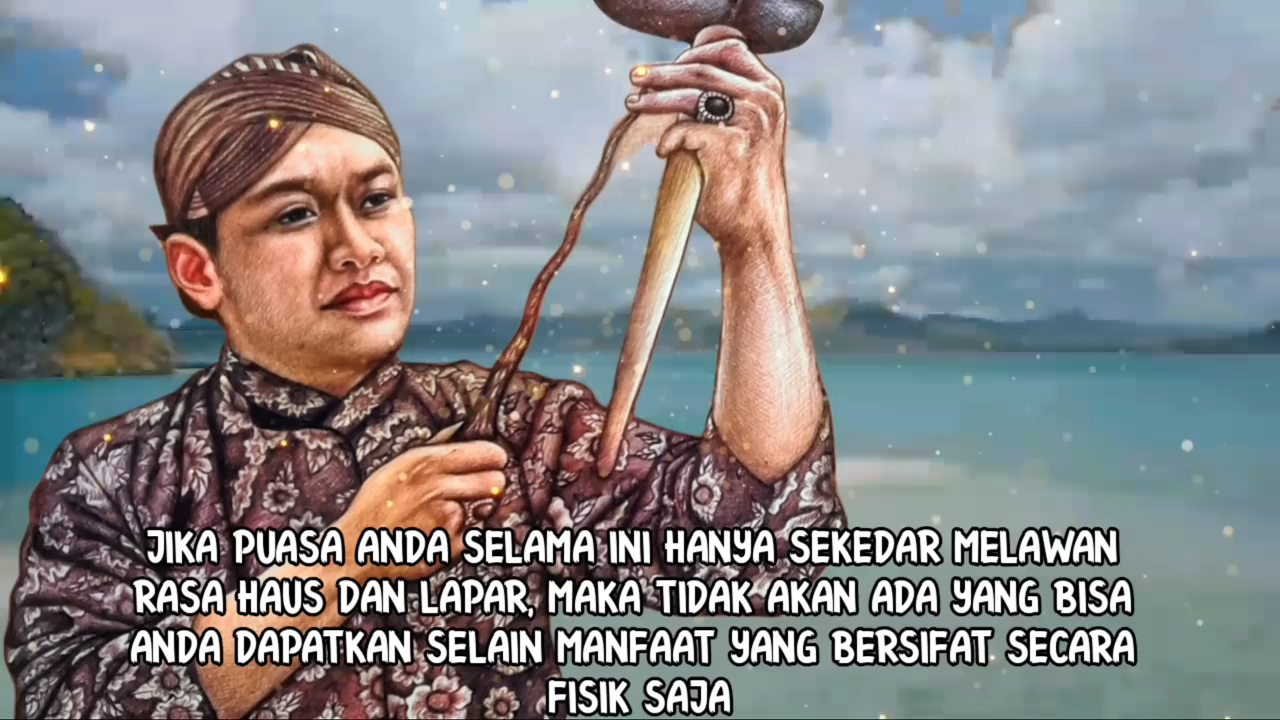 JIKA PUASA ANDA SELAMA INI HANYA SEKEDAR MELAWAN
RASA HAUS DAN LAPAR, MAKA TIDAK AKAN ADA YANG BISA
ANDA DAPATKAN SELAIN MANFAAT YANG BERSIFAT SECARA
FISIK SAJA